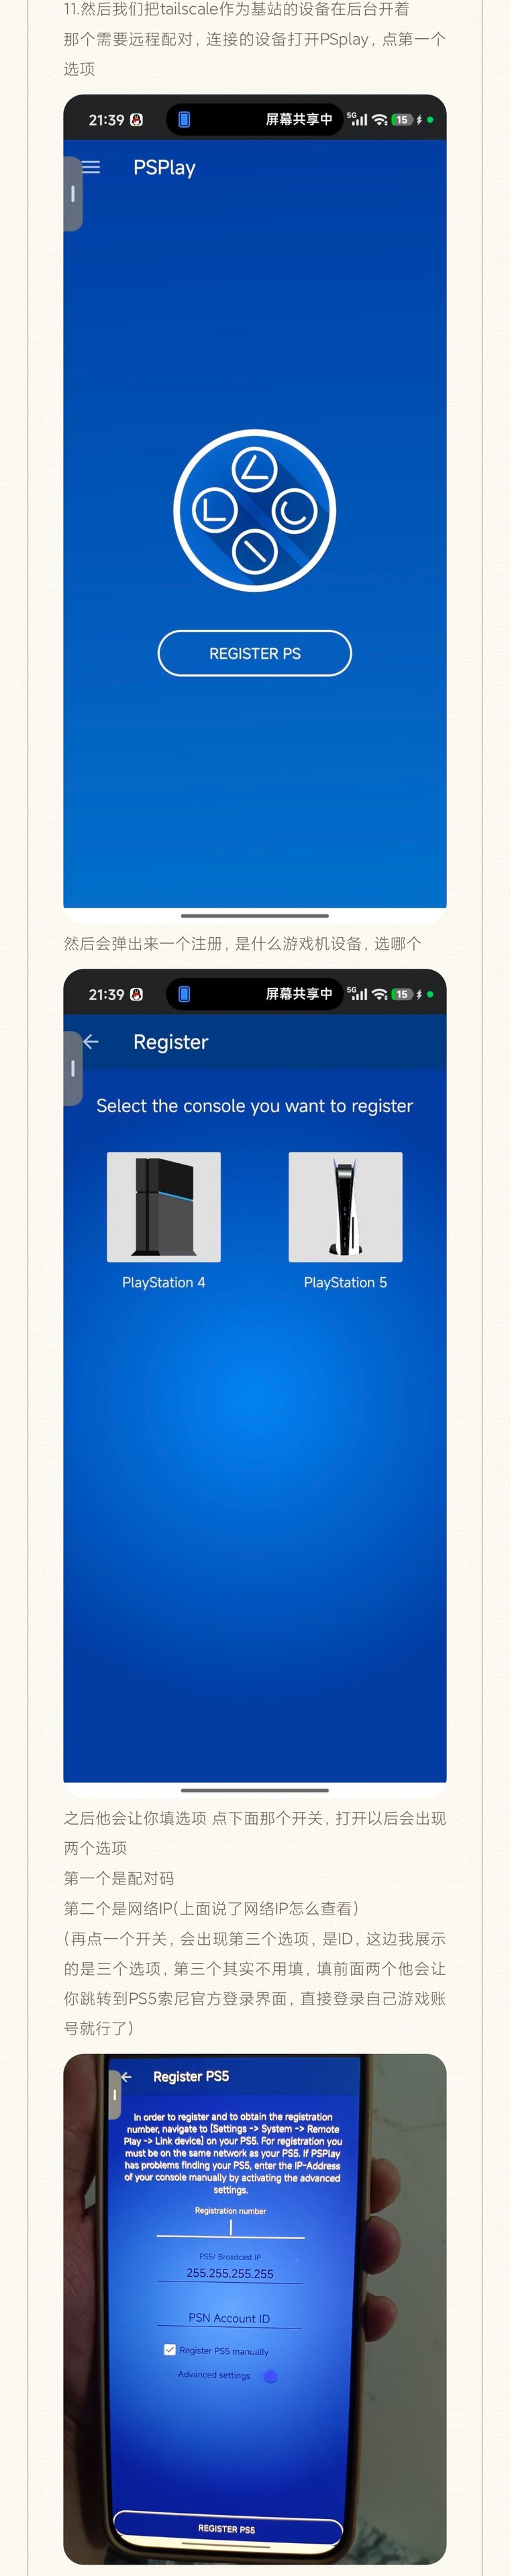 11.然后我们把tailscale作为基站的设备在后台开着
那个需要远程配对，连接的设备打开PSplay，点第一个
选项
21:39
屏幕共享中
5G
15
PSPlay
REGISTER PS
然后会弹出来一个注册，是什么游戏机设备，选哪个
21:39
屏幕共享中
5G
15
Register
Select the console you want to register
PlayStation 4
PlayStation 5
之后他会让你填选项 点下面那个开关，打开以后会出现
两个选项
第一个是配对码
第二个是网络IP(上面说了网络IP怎么查看)
(再点一个开关，会出现第三个选项，是ID，这边我展示
的是三个选项，第三个其实不用填，填前面两个他会让
你跳转到PS5索尼官方登录界面，直接登录自己游戏账
号就行了)
Register PS5
In order to register and to obtain the registration
number, navigate to [Settings -> System -> Remote
Play -> Link device] on your PS5. For registration you
must be on the same network as your PS5. If PSPlay
has problems finding your PS5, enter the IP-Address
of your console manually by activating the advanced
settings.
Registration number
PS5/ Broadcast IP
255.255.255.255
PSN Account ID
Register PS5 manually
Advanced settings
REGISTER PS5